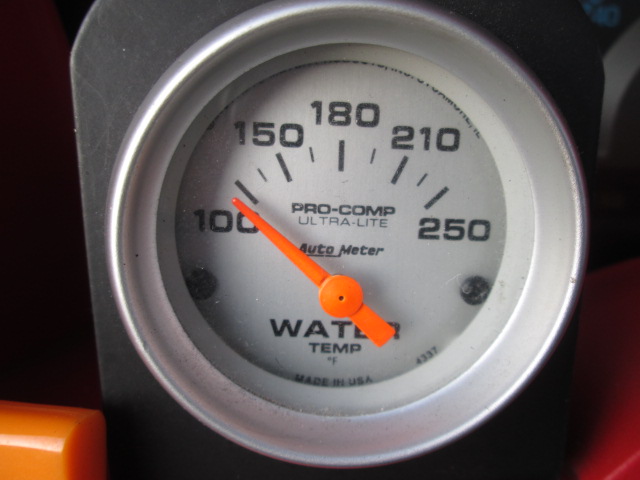 180
150 210
100 250
PRO-COMP
ULTRA-LITE
Auto Meter
WATER
TEMP
°F
4337
MADE IN USA